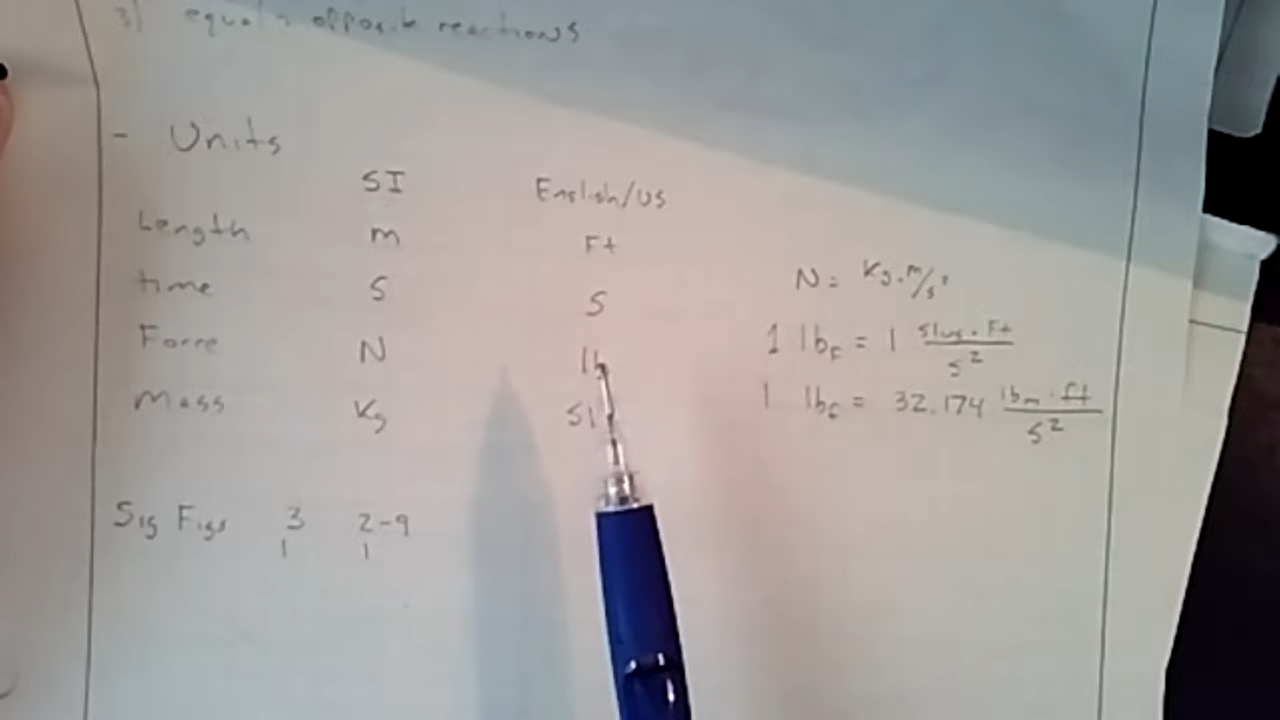 3) equal & opposite reactions
- Units
SI English/US
Length m Ft
time S S
Force N lb
Mass Kg Sl
N = Kg·m/s²
1 lbF = 1 slug·Ft/s²
1 lbF = 32.174 lbm·ft/s²
Sig Figs 3 2-9
1 1